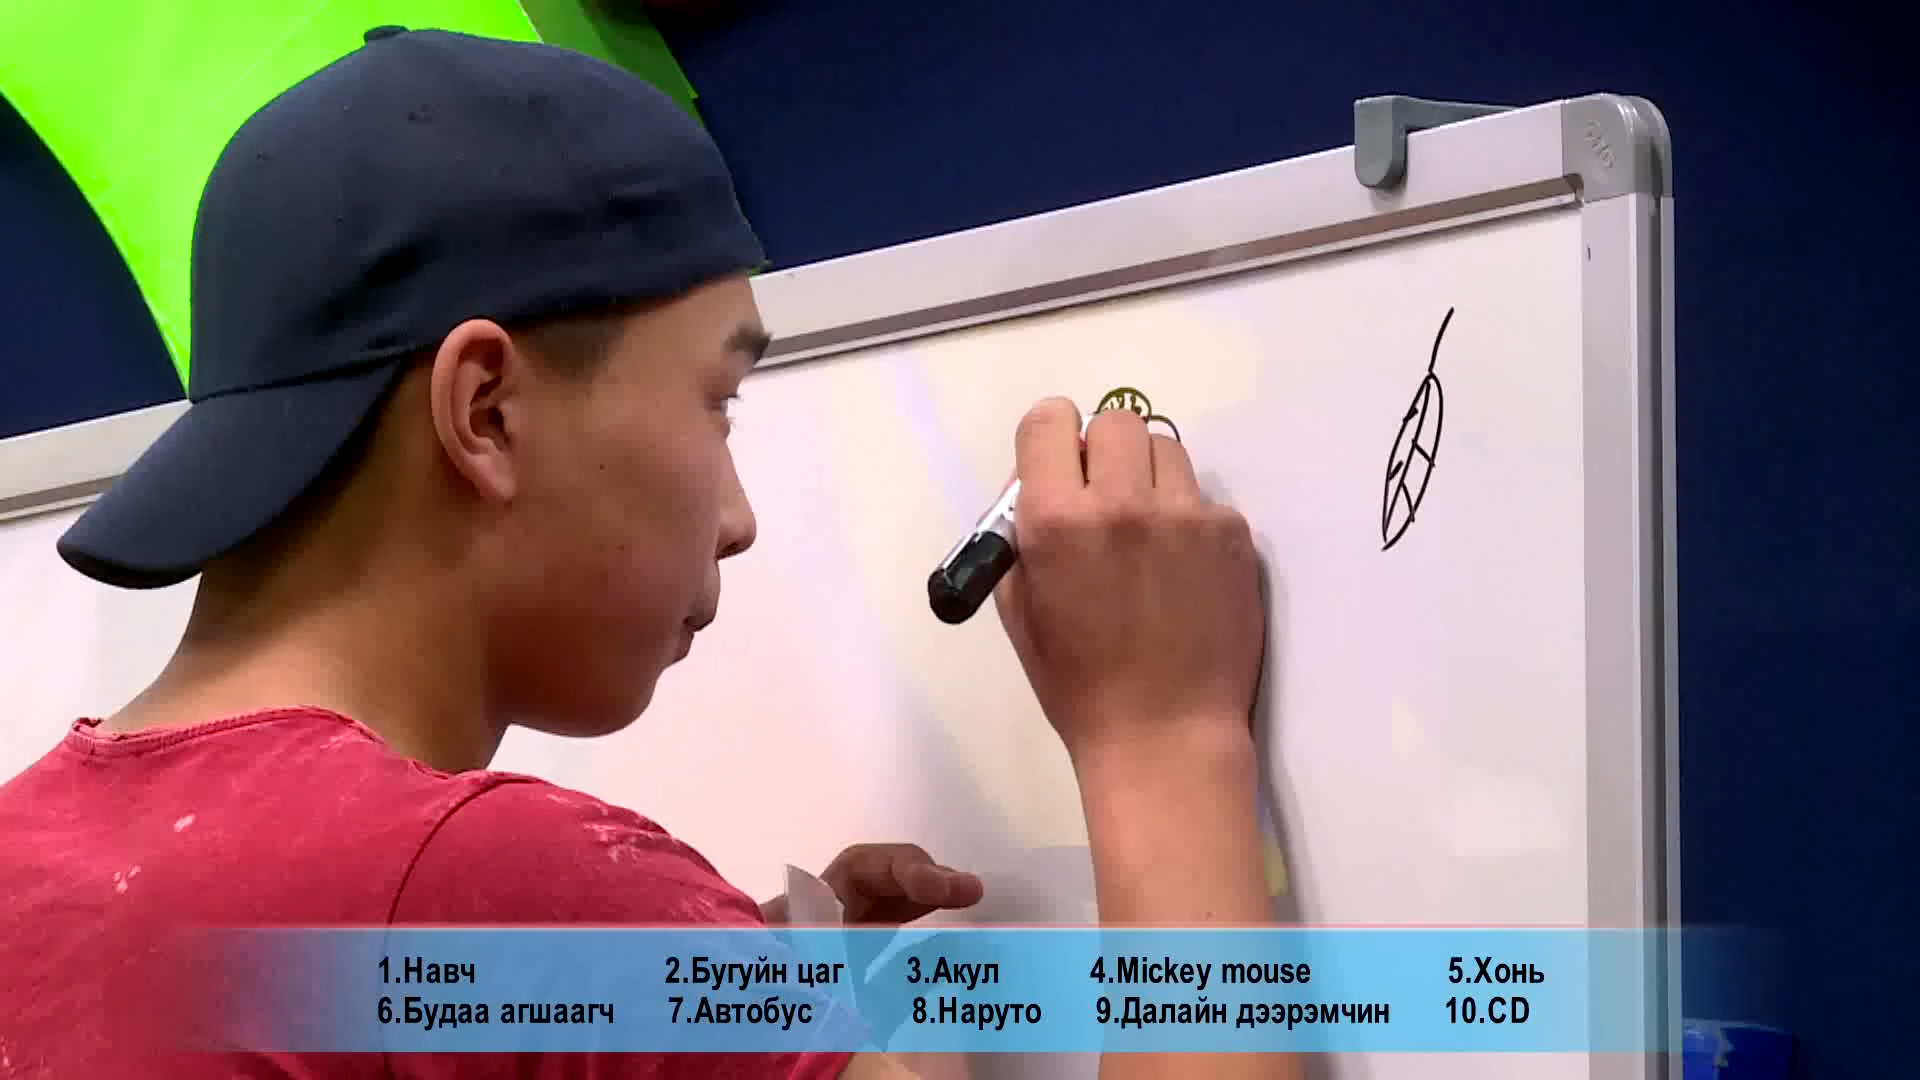 1.Навч 2.Бугуйн цаг 3.Акул 4.Mickey mouse 5.Хонь
6.Будаа агшаагч 7.Автобус 8.Наруто 9.Далайн дээрэмчин 10.CD